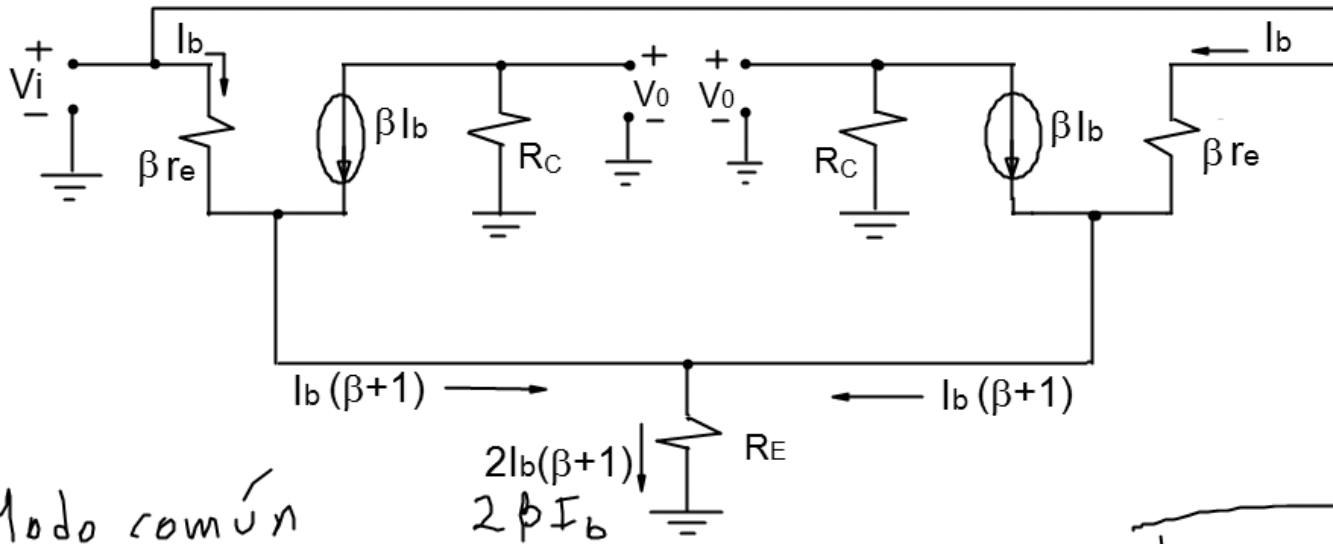 Ib Ib
+ + +
Vi βIb V0 V0 βIb
− − −
βre RC RC βre
Ib(β+1) Ib(β+1)
2Ib(β+1) RE
Modo común 2βIb